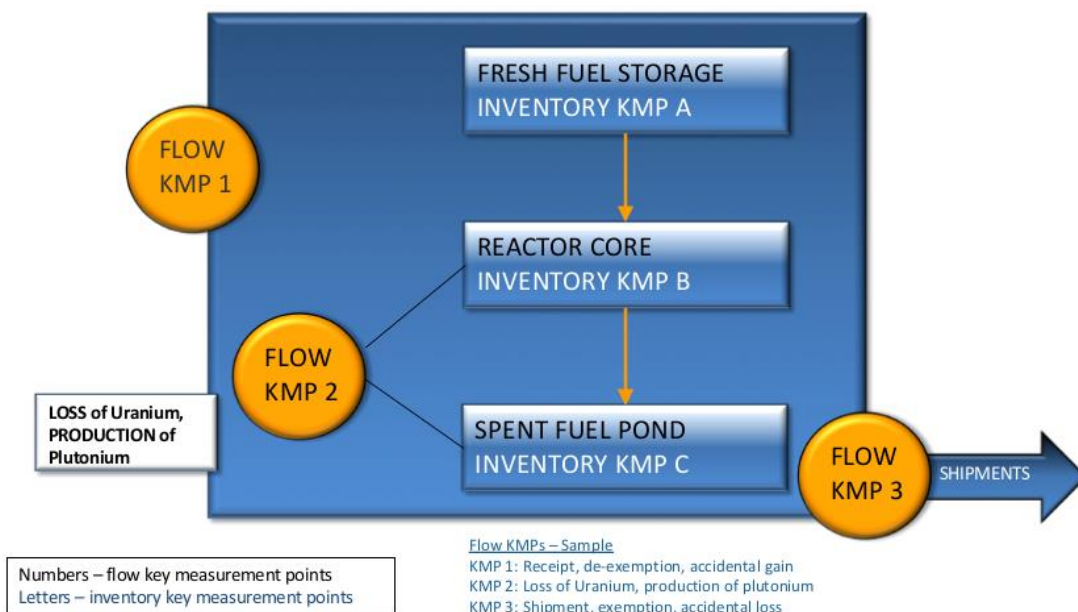 FRESH FUEL STORAGE
INVENTORY KMP A
FLOW
KMP 1
REACTOR CORE
INVENTORY KMP B
FLOW
KMP 2
LOSS of Uranium,
PRODUCTION of
Plutonium
SPENT FUEL POND
INVENTORY KMP C
FLOW
KMP 3
SHIPMENTS
Numbers – flow key measurement points
Letters – inventory key measurement points
Flow KMPs – Sample
KMP 1: Receipt, de-exemption, accidental gain
KMP 2: Loss of Uranium, production of plutonium
KMP 3: Shipment, exemption, accidental loss